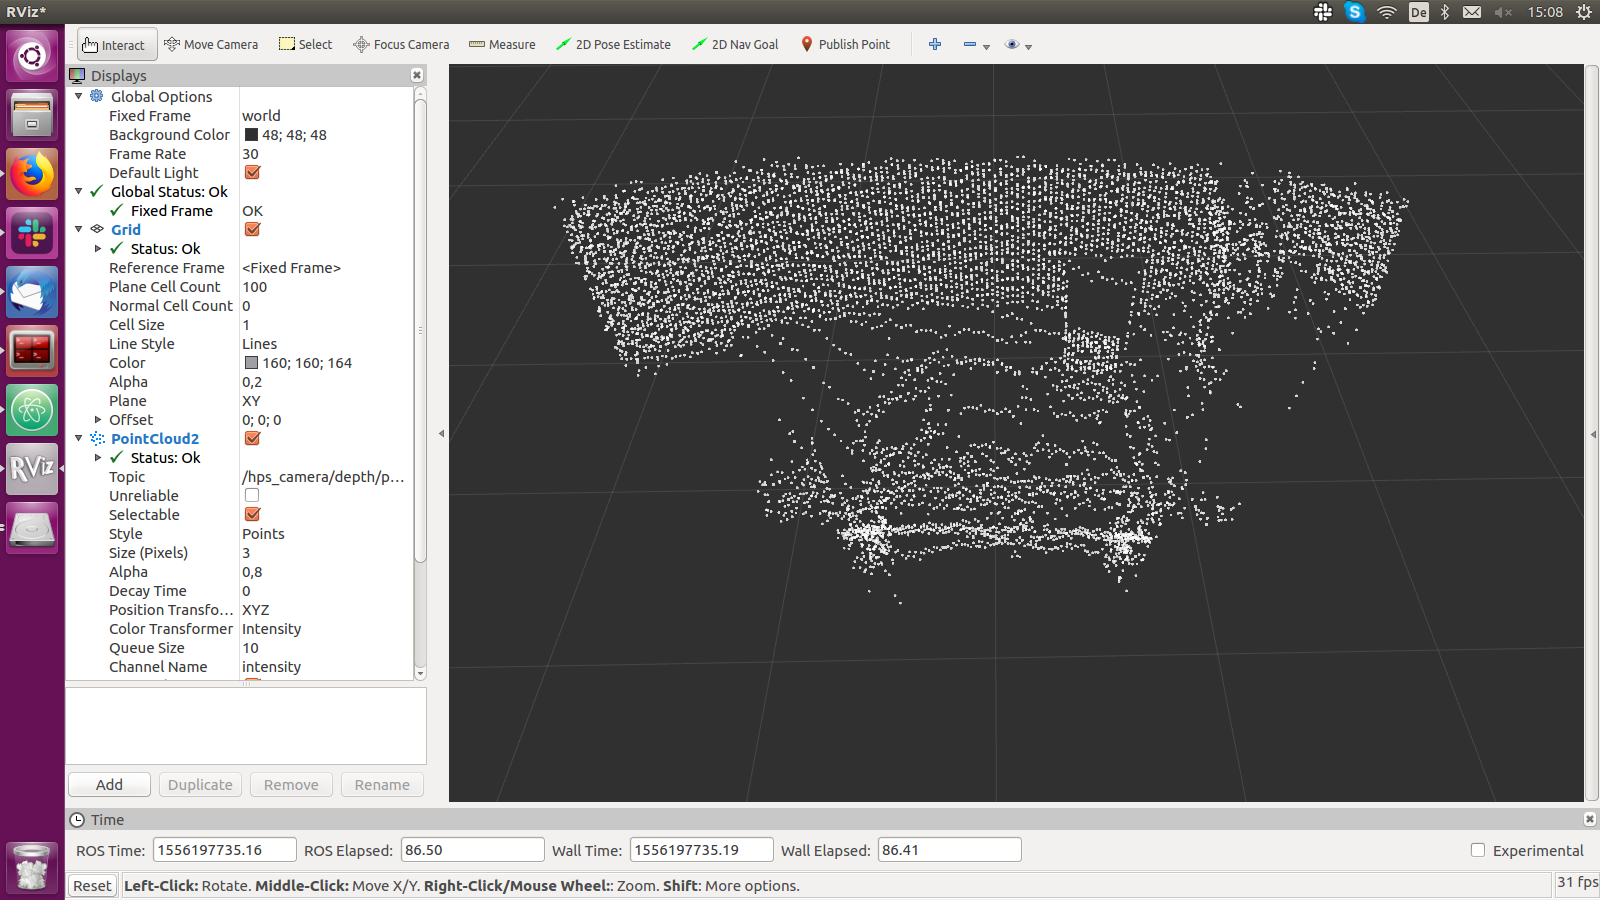 RViz*
De
15:08
Interact
Move Camera
Select
Focus Camera
Measure
2D Pose Estimate
2D Nav Goal
Publish Point
Displays
Global Options
Fixed Frame world
Background Color 48; 48; 48
Frame Rate 30
Default Light
Global Status: Ok
Fixed Frame OK
Grid
Status: Ok
Reference Frame <Fixed Frame>
Plane Cell Count 100
Normal Cell Count 0
Cell Size 1
Line Style Lines
Color 160; 160; 164
Alpha 0,2
Plane XY
Offset 0; 0; 0
PointCloud2
Status: Ok
Topic /hps_camera/depth/p...
Unreliable
Selectable
Style Points
Size (Pixels) 3
Alpha 0,8
Decay Time 0
Position Transfo... XYZ
Color Transformer Intensity
Queue Size 10
Channel Name intensity
RViz
Add
Duplicate
Remove
Rename
Time
ROS Time: 1556197735.16 ROS Elapsed: 86.50 Wall Time: 1556197735.19 Wall Elapsed: 86.41 Experimental
Reset Left-Click: Rotate. Middle-Click: Move X/Y. Right-Click/Mouse Wheel:: Zoom. Shift: More options. 31 fps